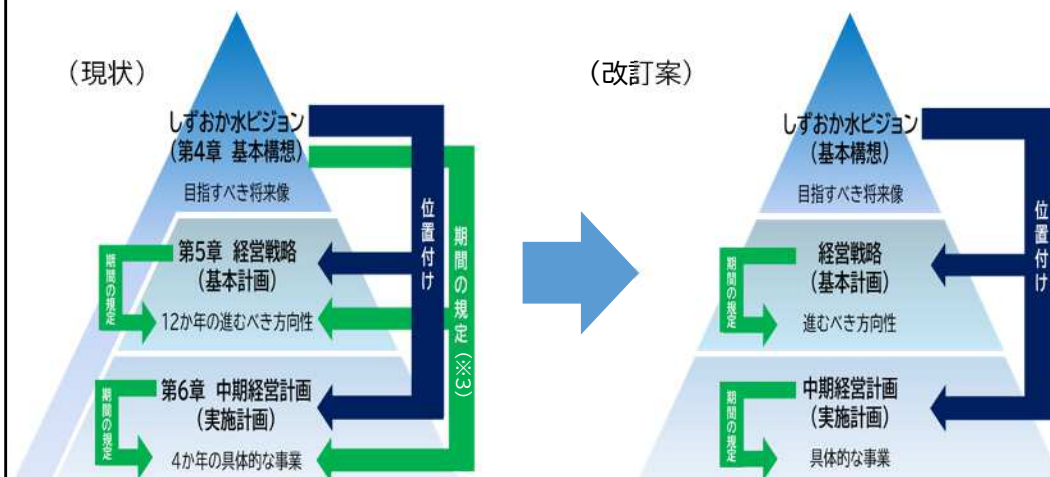 (現状)
しずおか水ビジョン
(第4章 基本構想)
目指すべき将来像
第5章 経営戦略
(基本計画)
12か年の進むべき方向性
第6章 中期経営計画
(実施計画)
4か年の具体的な事業
期間の規定
期間の規定
位置付け
期間の規定(※3)
(改訂案)
しずおか水ビジョン
(基本構想)
目指すべき将来像
経営戦略
(基本計画)
進むべき方向性
中期経営計画
(実施計画)
具体的な事業
期間の規定
期間の規定
位置付け